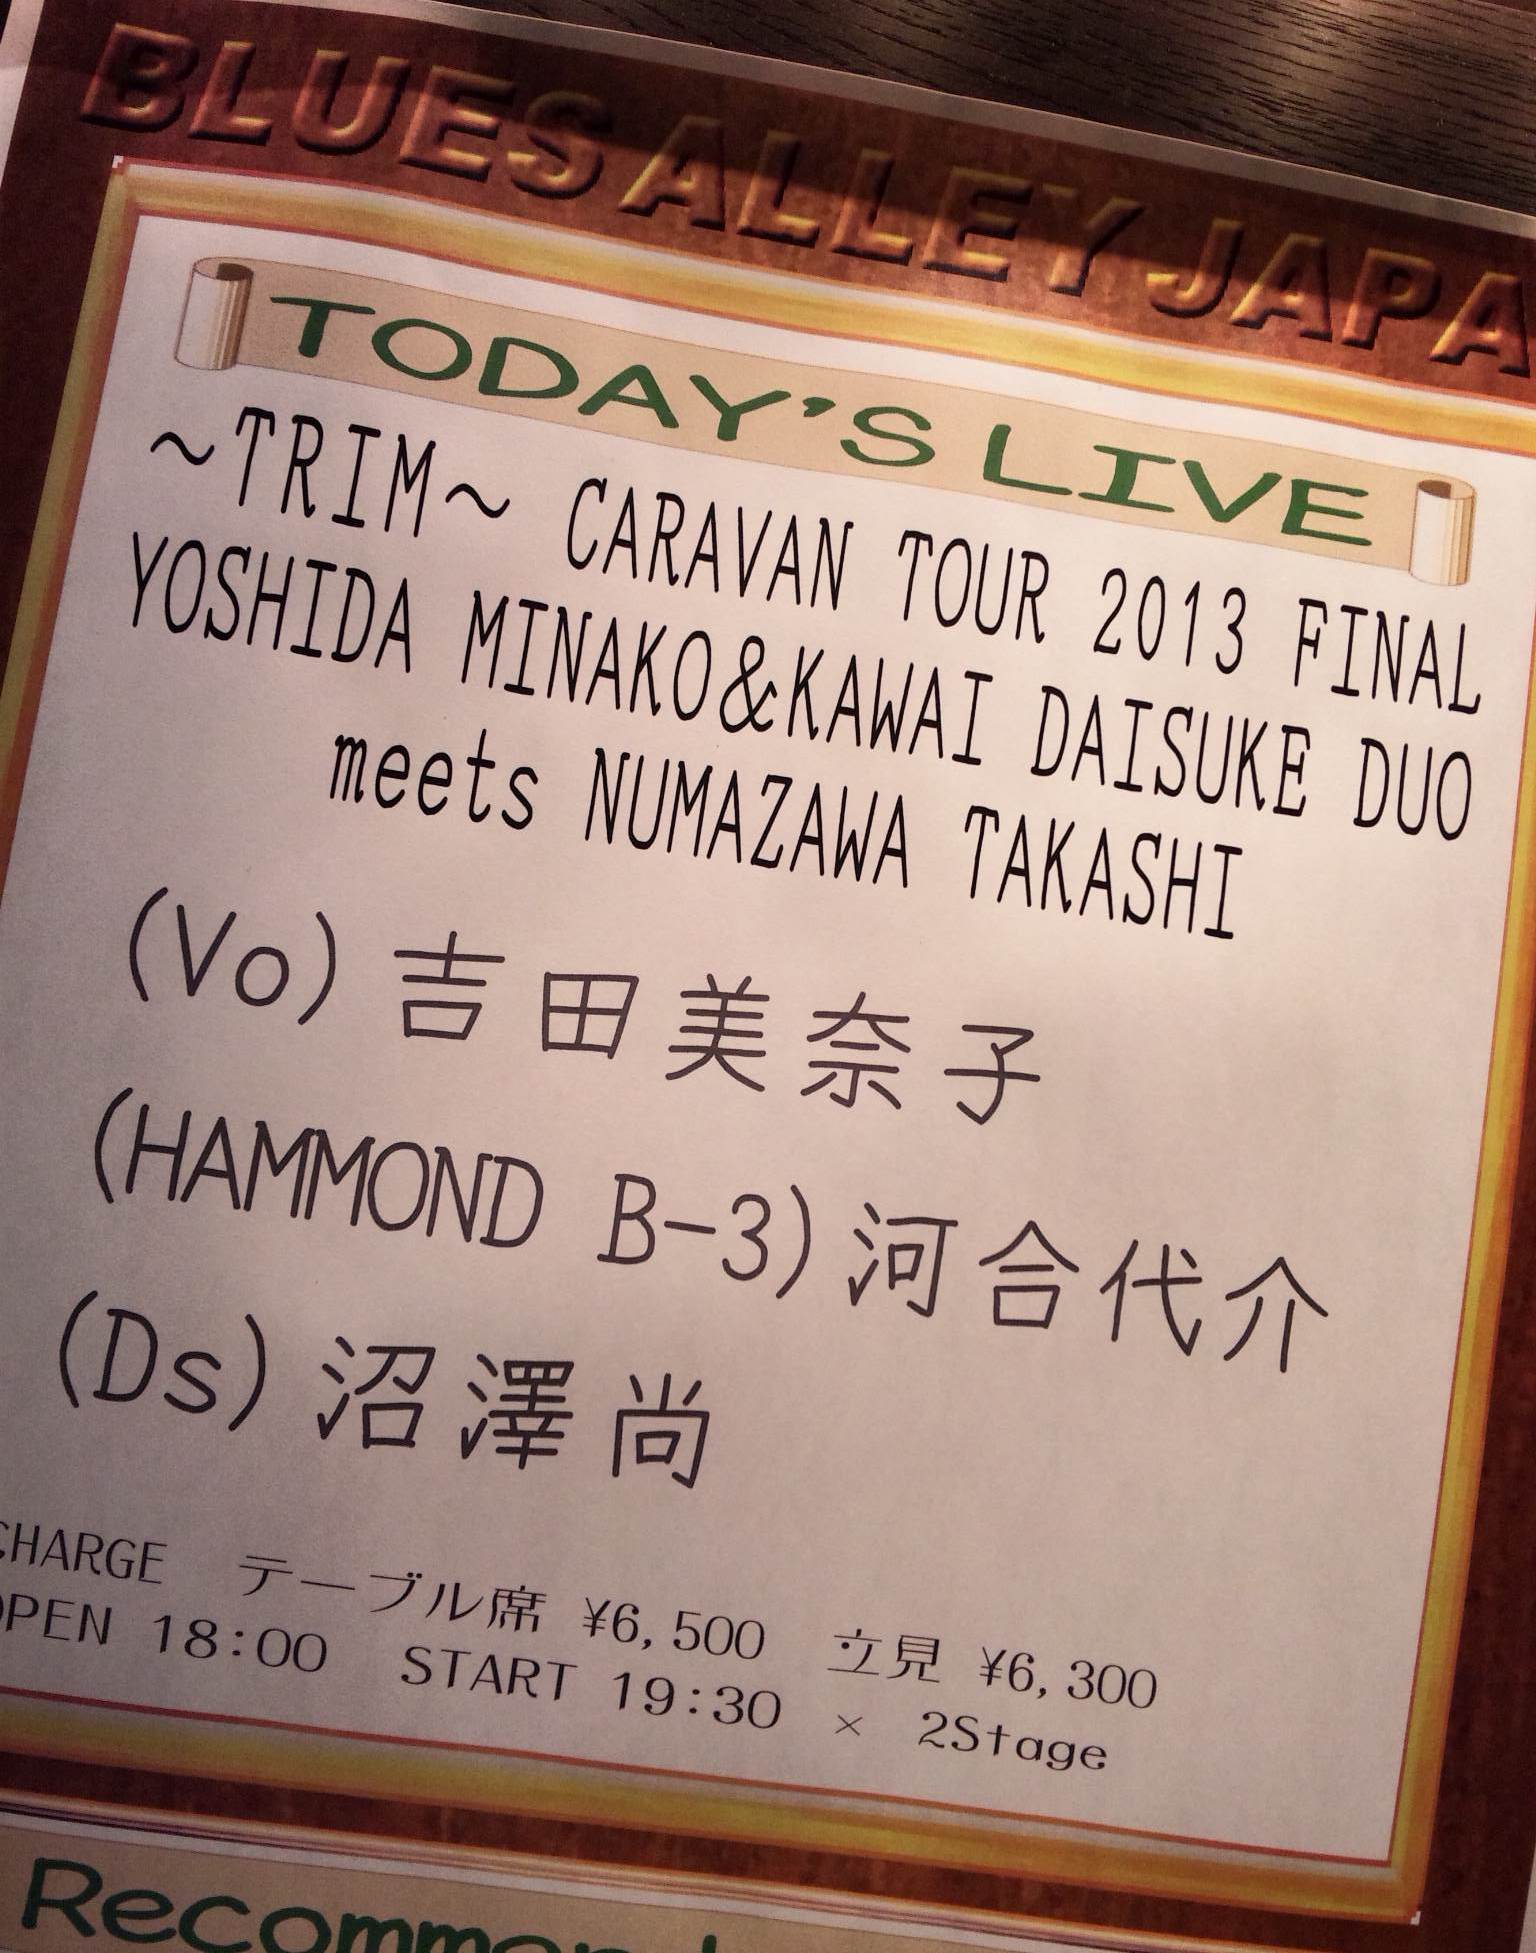 BLUES ALLEY JAPA
TODAY'S LIVE
～TRIM～ CARAVAN TOUR 2013 FINAL
YOSHIDA MINAKO&KAWAI DAISUKE DUO
meets NUMAZAWA TAKASHI
(Vo) 吉田美奈子
(HAMMOND B-3) 河合代介
(Ds) 沼澤尚
CHARGE テーブル席 ¥6,500 立見 ¥6,300
OPEN 18:00 START 19:30 × 2Stage
Recommend